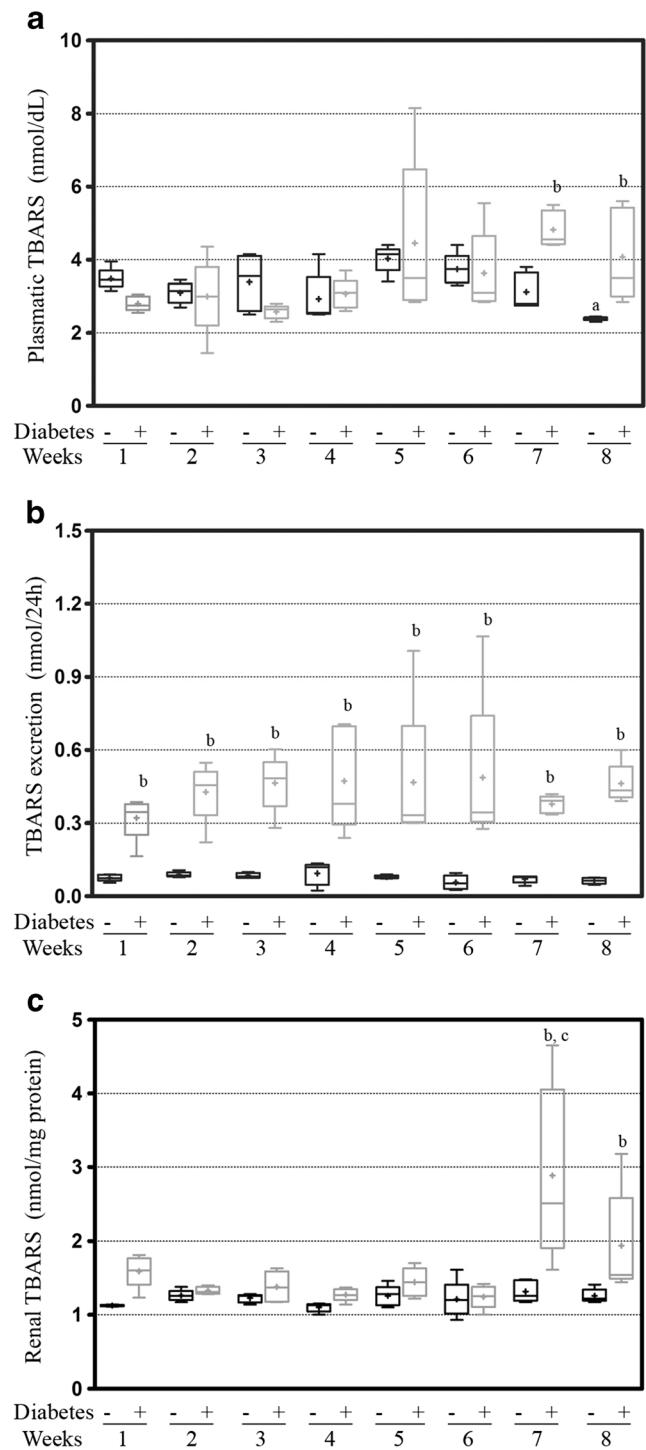 a
Plasmatic TBARS (nmol/dL)
10
8
6
4
2
0
b
b
a
Diabetes - + - + - + - + - + - + - + - +
Weeks 1 2 3 4 5 6 7 8
b
TBARS excretion (nmol/24h)
1.5
1.2
0.9
0.6
0.3
0.0
b
b
b
b
b
b
b
b
Diabetes - + - + - + - + - + - + - + - +
Weeks 1 2 3 4 5 6 7 8
c
Renal TBARS (nmol/mg protein)
5
4
3
2
1
0
b, c
b
Diabetes - + - + - + - + - + - + - + - +
Weeks 1 2 3 4 5 6 7 8